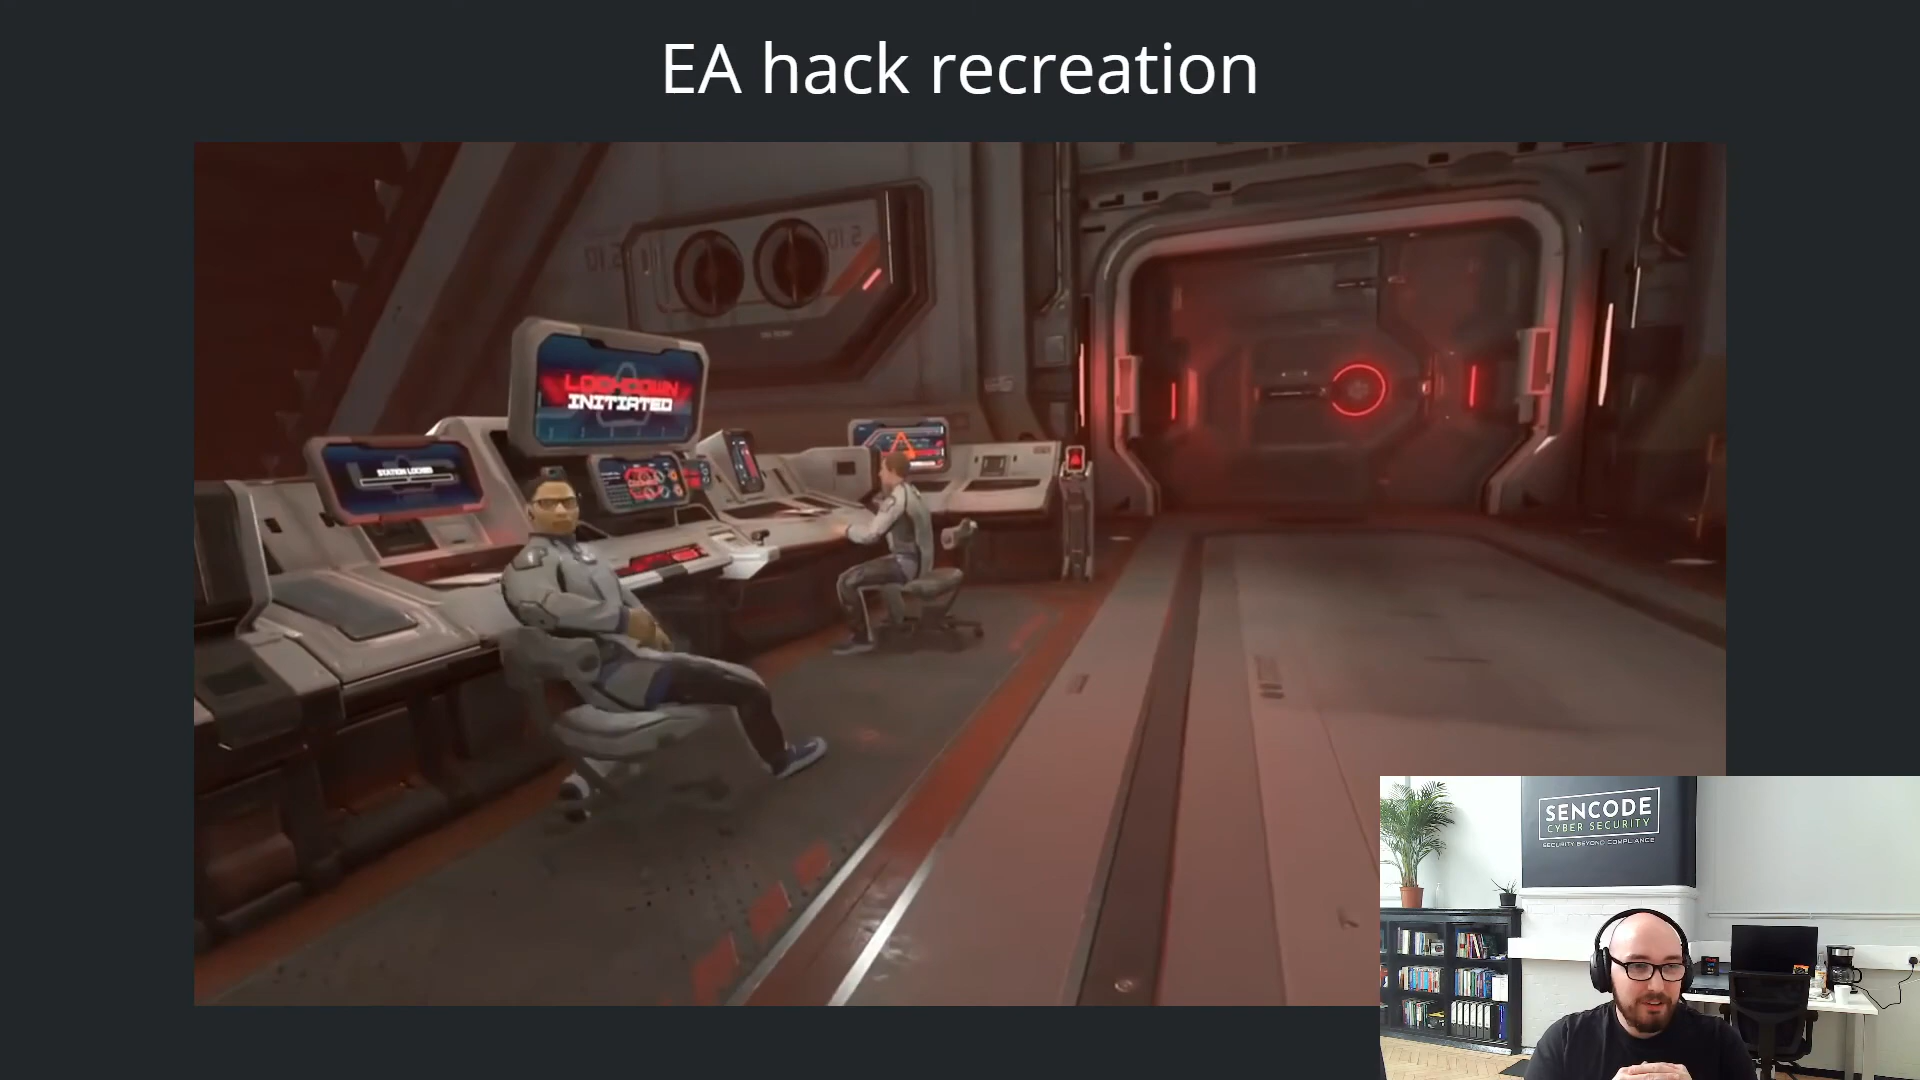 EA hack recreation
LOCKDOWN
INITIATED
STATION LOCKED
SENCODE
CYBER SECURITY
SECURITY BEYOND COMPLIANCE